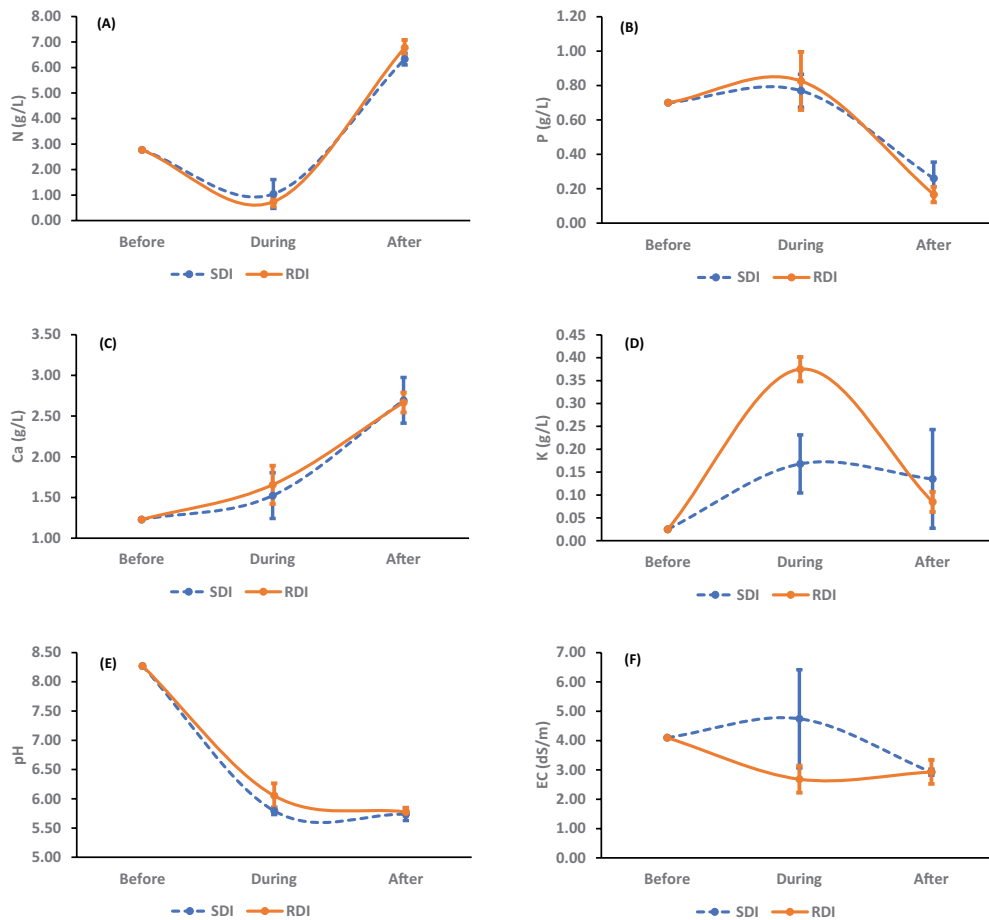 (A)
N (g/L)
8.00
7.00
6.00
5.00
4.00
3.00
2.00
1.00
0.00
Before During After
SDI RDI
(B)
P (g/L)
1.20
1.00
0.80
0.60
0.40
0.20
0.00
Before During After
SDI RDI
(C)
Ca (g/L)
3.50
3.00
2.50
2.00
1.50
1.00
Before During After
SDI RDI
(D)
K (g/L)
0.45
0.40
0.35
0.30
0.25
0.20
0.15
0.10
0.05
0.00
Before During After
SDI RDI
(E)
pH
8.50
8.00
7.50
7.00
6.50
6.00
5.50
5.00
Before During After
SDI RDI
(F)
EC (dS/m)
7.00
6.00
5.00
4.00
3.00
2.00
1.00
0.00
Before During After
SDI RDI